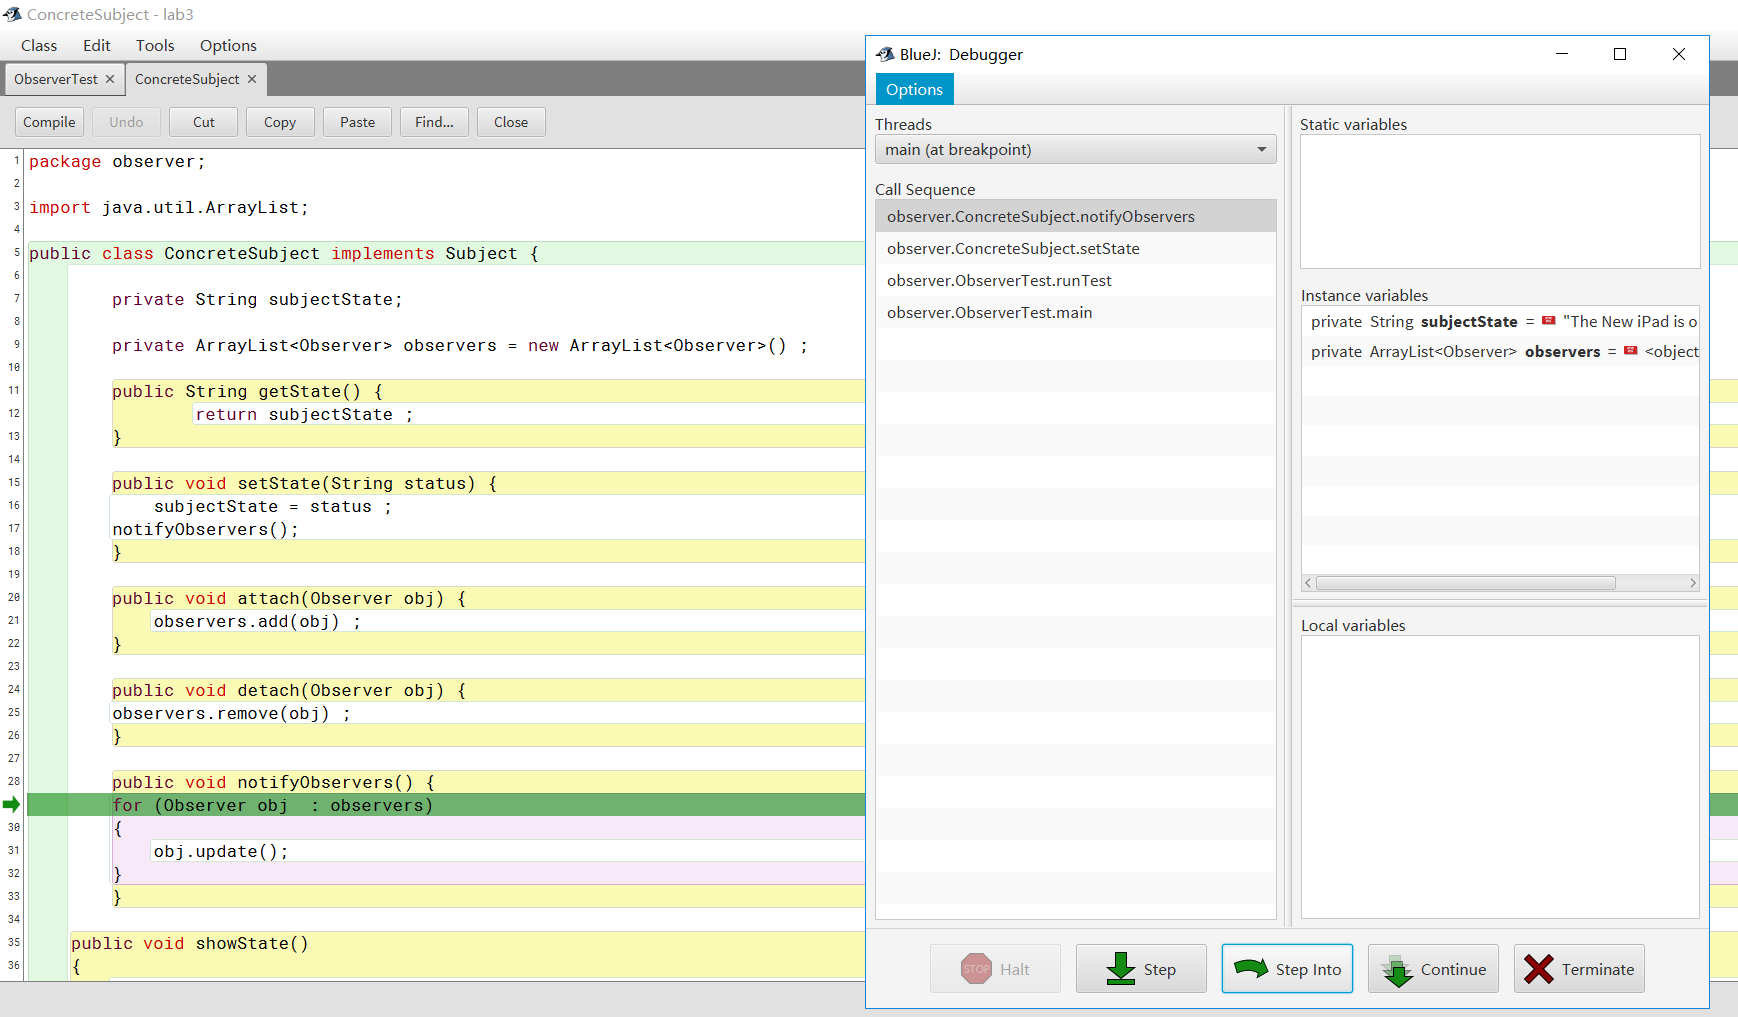 ConcreteSubject - lab3
Class Edit Tools Options
ObserverTest × ConcreteSubject ×
Compile Undo Cut Copy Paste Find... Close
1 package observer;
2
3 import java.util.ArrayList;
4
5 public class ConcreteSubject implements Subject {
6
7 private String subjectState;
8
9 private ArrayList<Observer> observers = new ArrayList<Observer>() ;
10
11 public String getState() {
12 return subjectState ;
13 }
14
15 public void setState(String status) {
16 subjectState = status ;
17 notifyObservers();
18 }
19
20 public void attach(Observer obj) {
21 observers.add(obj) ;
22 }
23
24 public void detach(Observer obj) {
25 observers.remove(obj) ;
26 }
27
28 public void notifyObservers() {
for (Observer obj  : observers)
30 {
31 obj.update();
32 }
33 }
34
35 public void showState()
36 {
BlueJ: Debugger
Options
Threads
main (at breakpoint)
Call Sequence
observer.ConcreteSubject.notifyObservers
observer.ConcreteSubject.setState
observer.ObserverTest.runTest
observer.ObserverTest.main
Static variables
Instance variables
private String subjectState = "The New iPad is o
private ArrayList<Observer> observers = <object
Local variables
STOP Halt Step Step Into Continue Terminate